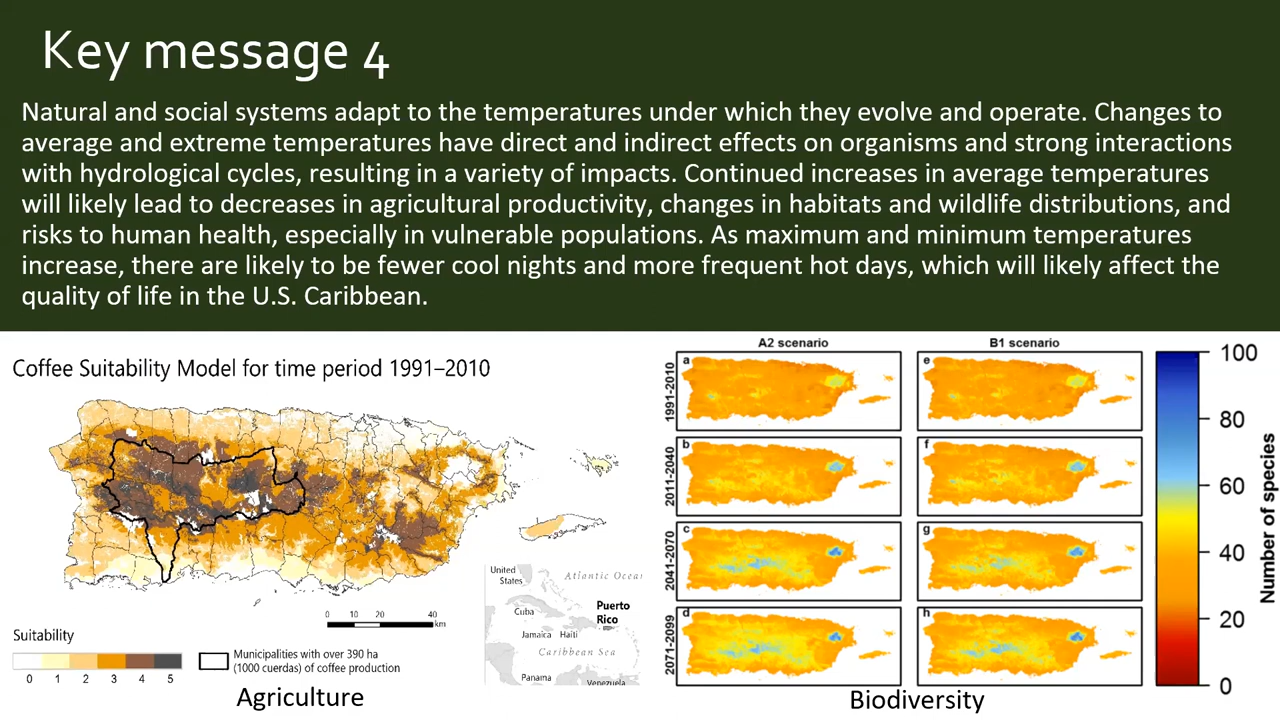 Key message 4
Natural and social systems adapt to the temperatures under which they evolve and operate. Changes to
average and extreme temperatures have direct and indirect effects on organisms and strong interactions
with hydrological cycles, resulting in a variety of impacts. Continued increases in average temperatures
will likely lead to decreases in agricultural productivity, changes in habitats and wildlife distributions, and
risks to human health, especially in vulnerable populations. As maximum and minimum temperatures
increase, there are likely to be fewer cool nights and more frequent hot days, which will likely affect the
quality of life in the U.S. Caribbean.
Coffee Suitability Model for time period 1991–2010
0 10 20 40
km
Suitability
0 1 2 3 4 5
Municipalities with over 390 ha
(1000 cuerdas) of coffee production
United
States
Atlantic Ocean
Cuba
Puerto
Rico
Jamaica Haiti
Caribbean Sea
Panama
Venezuela
Agriculture
A2 scenario
B1 scenario
1991-2010
a
e
2011-2040
b
f
2041-2070
c
g
2071-2099
d
h
100
80
60
40
20
0
Number of species
Biodiversity